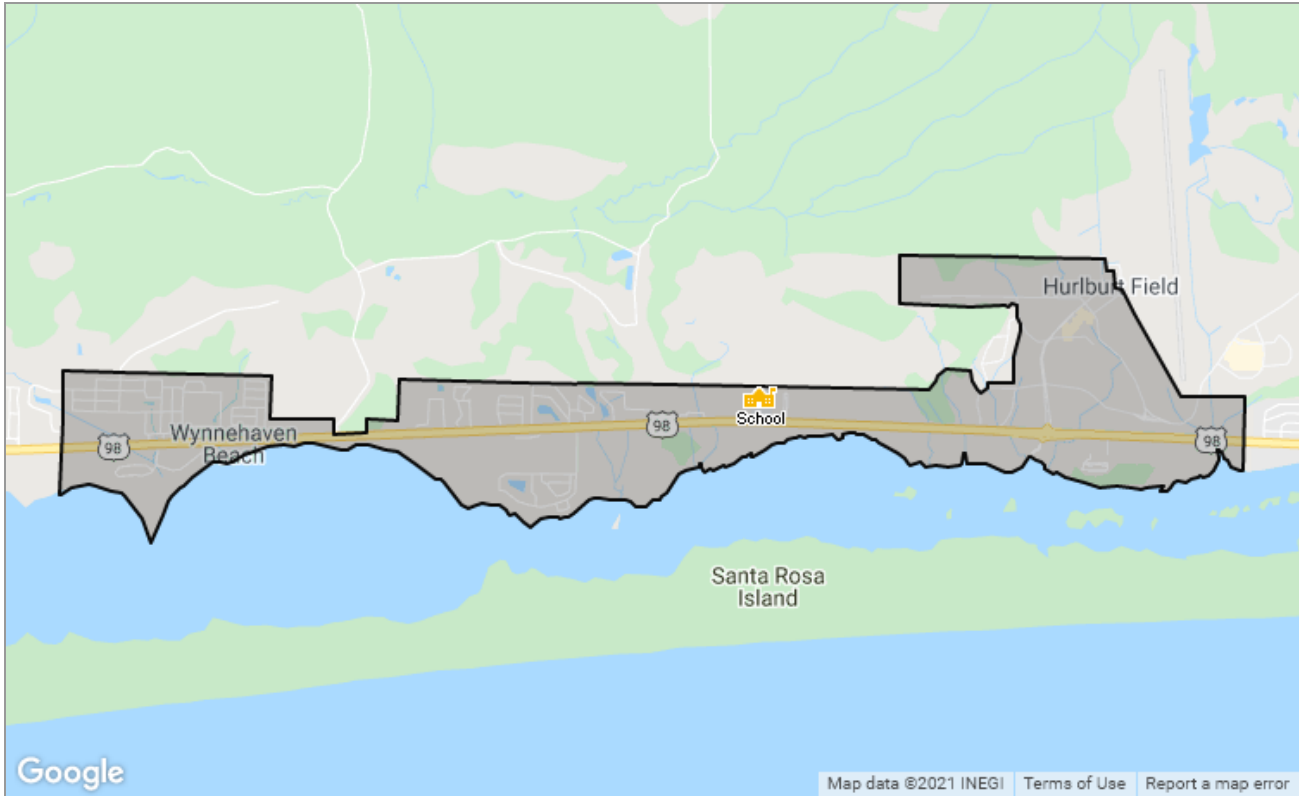 Hurlburt Field
School
98
Wynnehaven
Beach
98
98
Santa Rosa
Island
Google
Map data ©2021 INEGI
Terms of Use
Report a map error